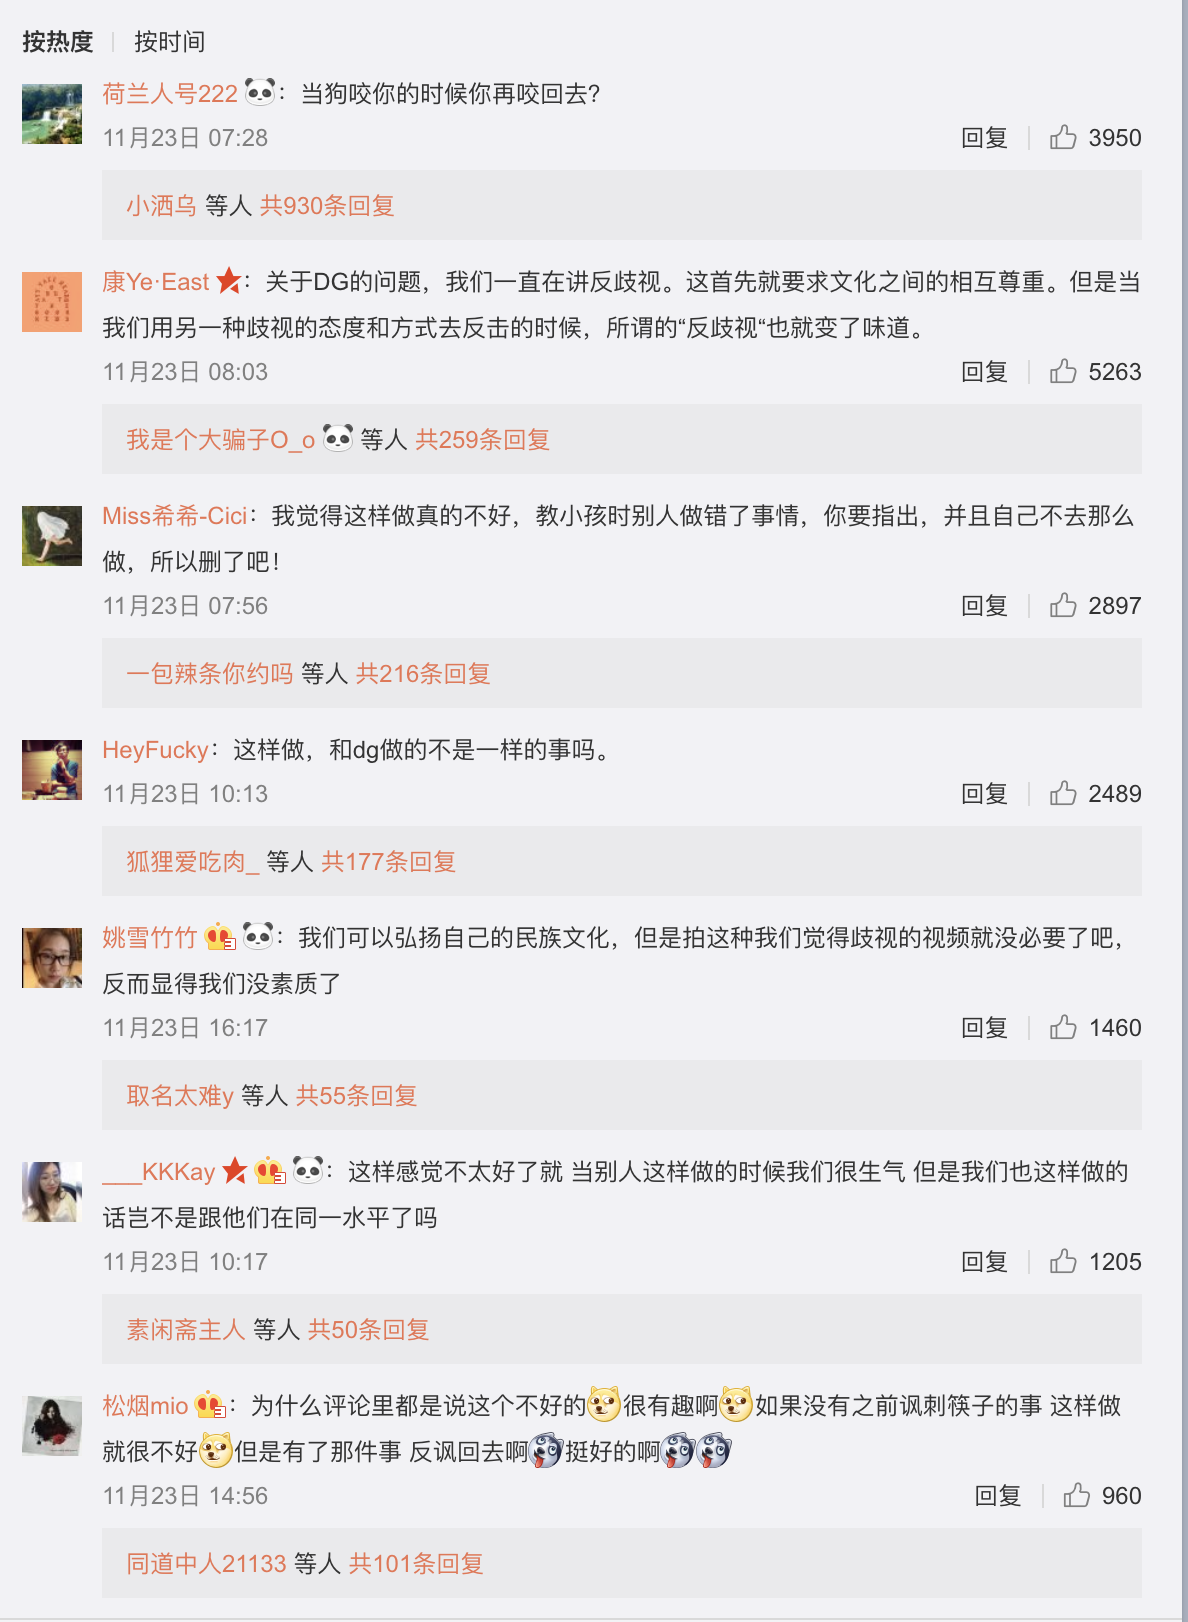 按热度 | 按时间
荷兰人号222：当狗咬你的时候你再咬回去?
11月23日 07:28 回复 3950
小洒乌 等人 共930条回复
康Ye·East：关于DG的问题，我们一直在讲反歧视。这首先就要求文化之间的相互尊重。但是当
我们用另一种歧视的态度和方式去反击的时候，所谓的“反歧视“也就变了味道。
11月23日 08:03 回复 5263
我是个大骗子O_o 等人 共259条回复
Miss希希-Cici：我觉得这样做真的不好，教小孩时别人做错了事情，你要指出，并且自己不去那么
做，所以删了吧！
11月23日 07:56 回复 2897
一包辣条你约吗 等人 共216条回复
HeyFucky：这样做，和dg做的不是一样的事吗。
11月23日 10:13 回复 2489
狐狸爱吃肉_ 等人 共177条回复
姚雪竹竹：我们可以弘扬自己的民族文化，但是拍这种我们觉得歧视的视频就没必要了吧，
反而显得我们没素质了
11月23日 16:17 回复 1460
取名太难y 等人 共55条回复
___KKKay：这样感觉不太好了就 当别人这样做的时候我们很生气 但是我们也这样做的
话岂不是跟他们在同一水平了吗
11月23日 10:17 回复 1205
素闲斋主人 等人 共50条回复
松烟mio：为什么评论里都是说这个不好的很有趣啊如果没有之前讽刺筷子的事 这样做
就很不好但是有了那件事 反讽回去啊挺好的啊
11月23日 14:56 回复 960
同道中人21133 等人 共101条回复